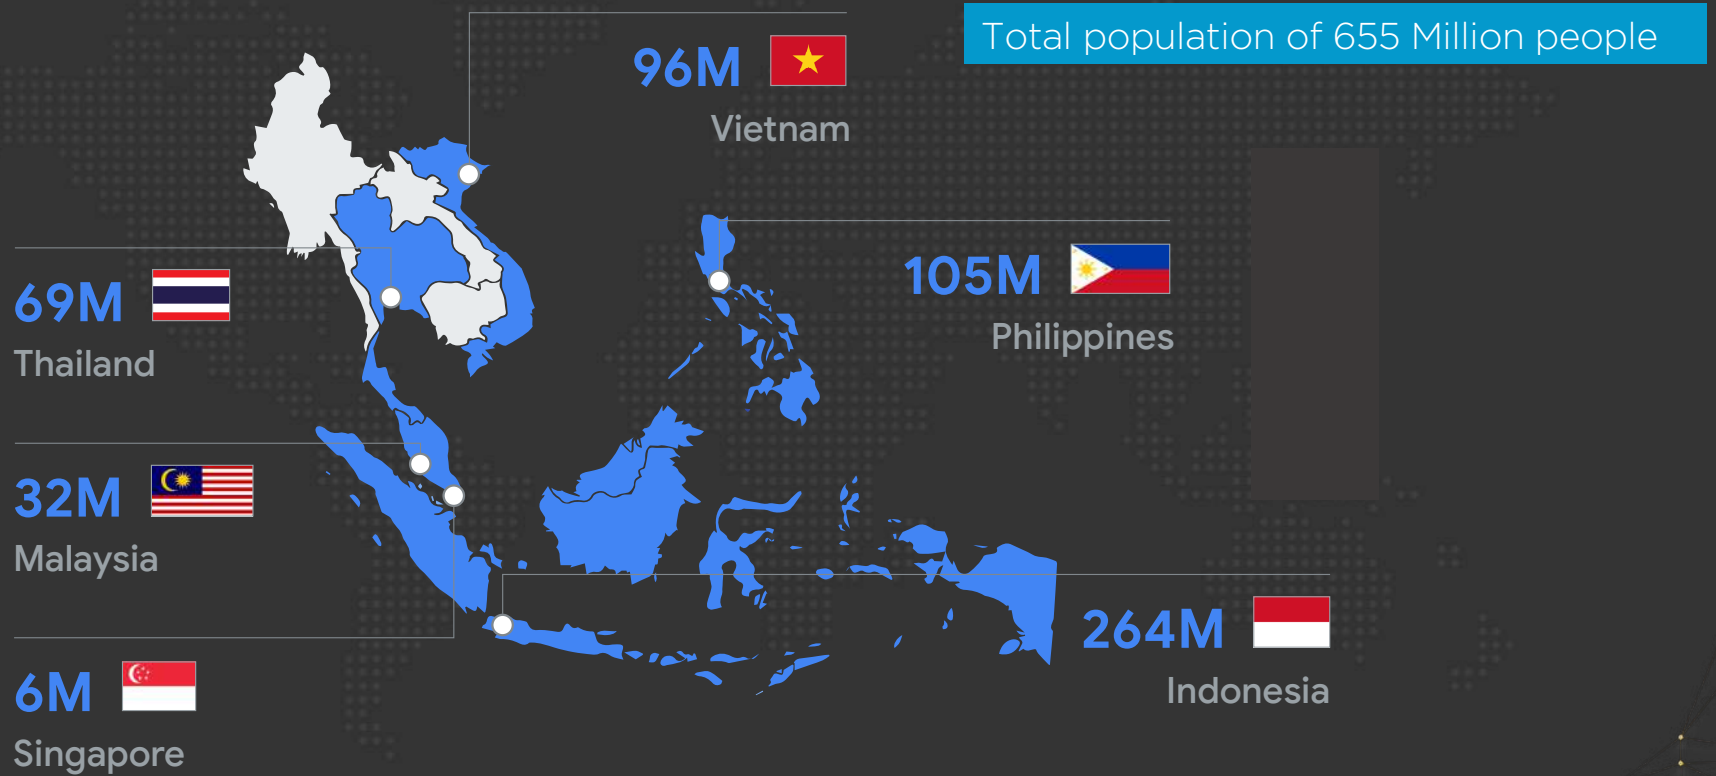 Total population of 655 Million people
96M
Vietnam
105M
Philippines
69M
Thailand
32M
Malaysia
264M
Indonesia
6M
Singapore